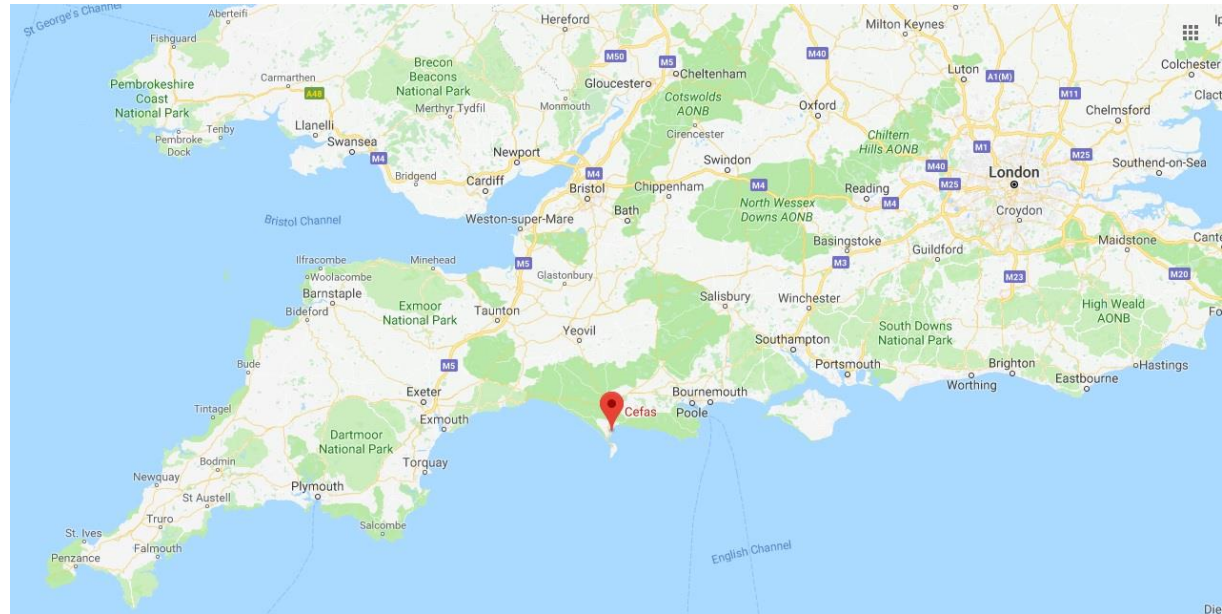 St George's Channel
Aberteifi
Fishguard
Hereford
Milton Keynes
M50
M5
M40
Gloucester
Cheltenham
Luton
A1(M)
Colchester
Brecon
Beacons
National Park
Carmarthen
A48
Pembrokeshire
Coast
National Park
Merthyr Tydfil
Monmouth
Cotswolds
AONB
Oxford
M11
Chelmsford
Clact
Llanelli
Tenby
Pembroke
Dock
Swansea
M4
Cirencester
Chiltern
Hills AONB
M1
M25
Newport
Swindon
M40
Southend-on-Sea
Bridgend
Cardiff
M4
Bristol
Chippenham
M4
Reading
M25
London
M4
Bristol Channel
Weston-super-Mare
Bath
North Wessex
Downs AONB
Croydon
Basingstoke
Guildford
Maidstone
Cante
Ilfracombe
Woolacombe
Minehead
M5
Glastonbury
M3
M23
M20
Barnstaple
Bideford
Exmoor
National Park
Taunton
Salisbury
Winchester
High Weald
AONB
Fo
Yeovil
Southampton
South Downs
National Park
Bude
M5
Portsmouth
Brighton
Hastings
Worthing
Eastbourne
Exeter
Bournemouth
Poole
Cefas
Tintagel
Exmouth
Dartmoor
National Park
Bodmin
Torquay
Newquay
Plymouth
St Austell
Truro
Salcombe
St. Ives
Falmouth
Penzance
English Channel
Die